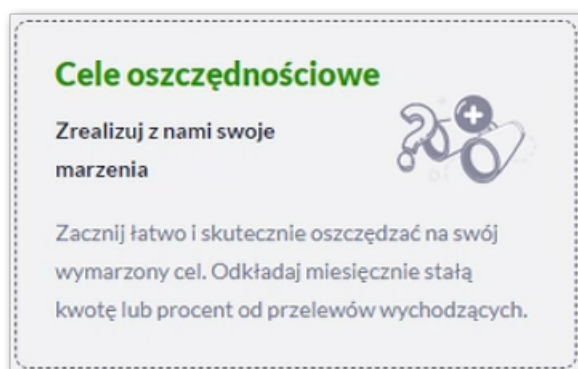 Cele oszczędnościowe
Zrealizuj z nami swoje
marzenia
Zacznij łatwo i skutecznie oszczędzać na swój
wymarzony cel. Odkładaj miesięcznie stałą
kwotę lub procent od przelewów wychodzących.